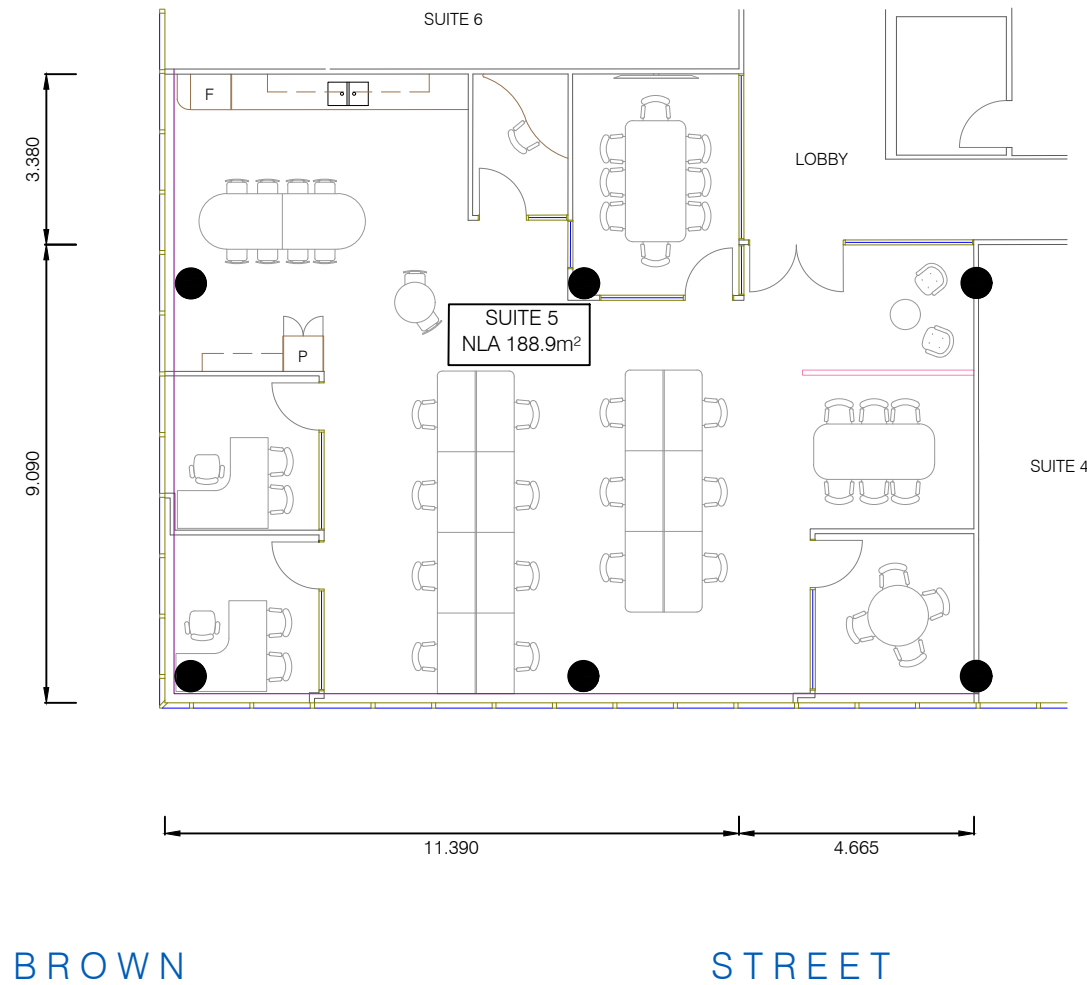 SUITE 6
F
3.380
LOBBY
SUITE 5
NLA 188.9m²
P
9.090
SUITE 4
11.390
4.665
BROWN STREET